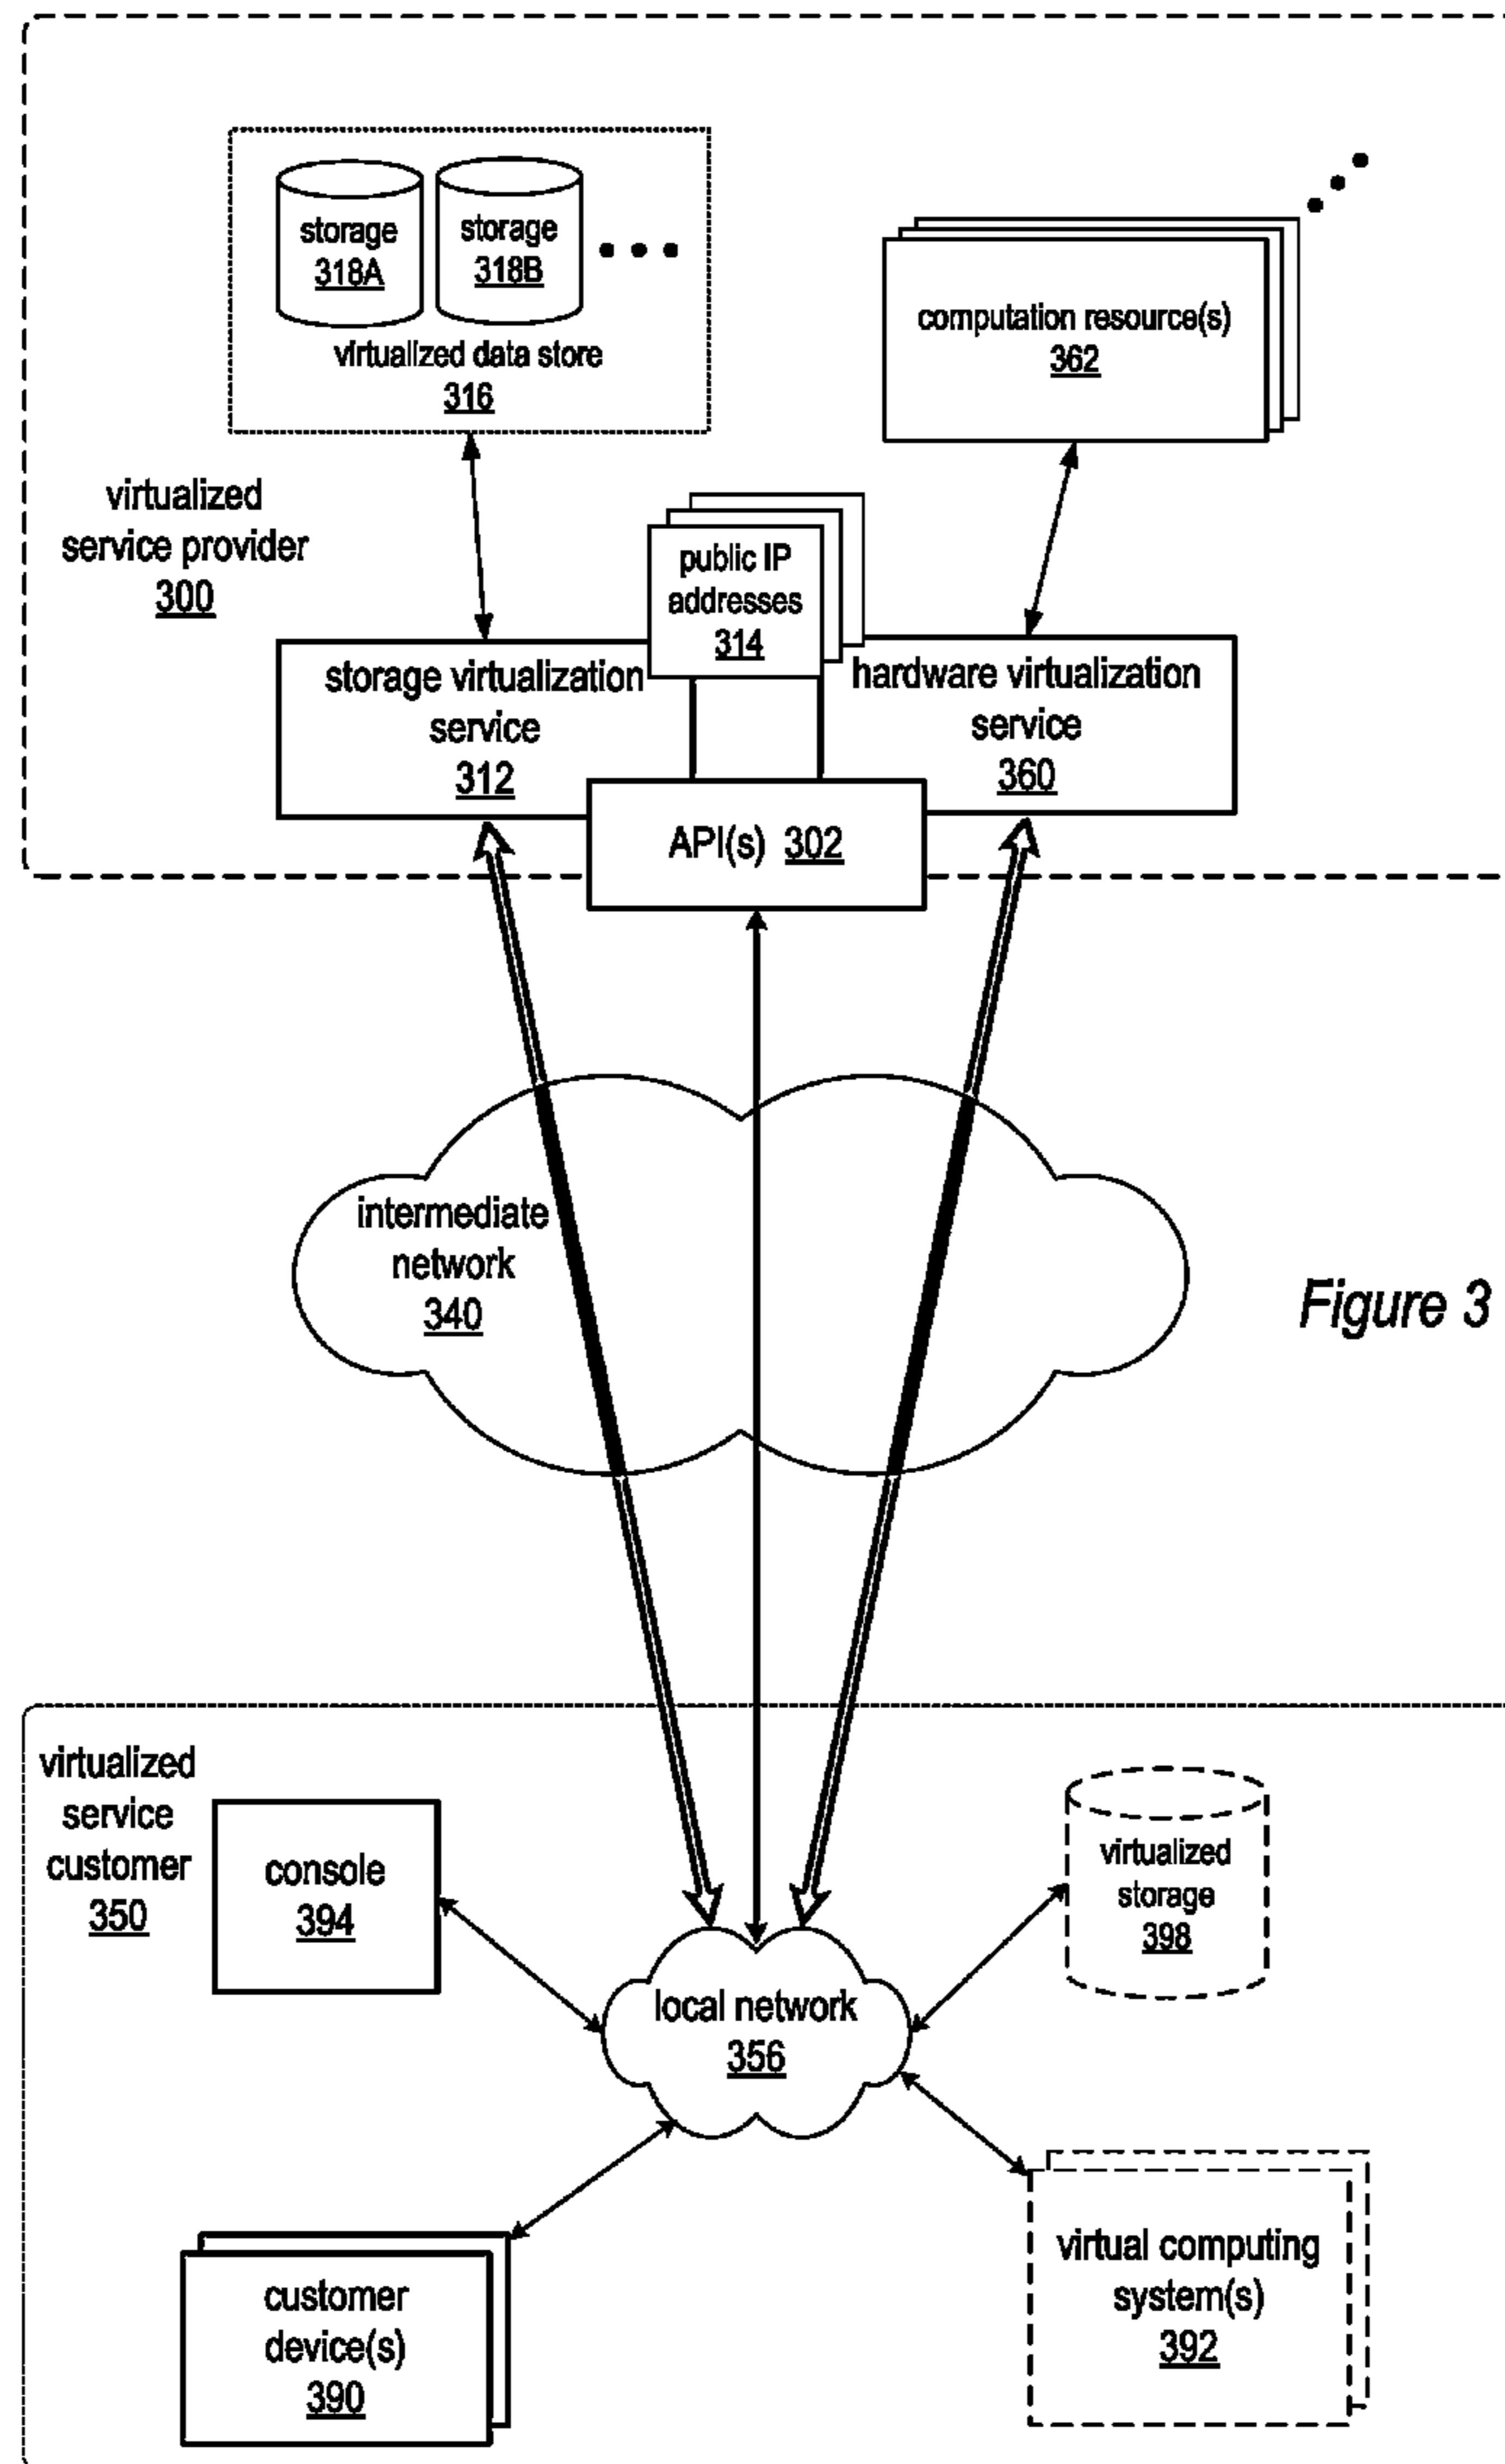 storage
318A
storage
318B
virtualized data store
316
computation resource(s)
362
virtualized
service provider
300
public IP
addresses
314
storage virtualization
service
312
hardware virtualization
service
360
API(s) 302
intermediate
network
340
Figure 3
virtualized
service
customer
350
console
394
virtualized
storage
398
local network
356
customer
device(s)
390
virtual computing
system(s)
392